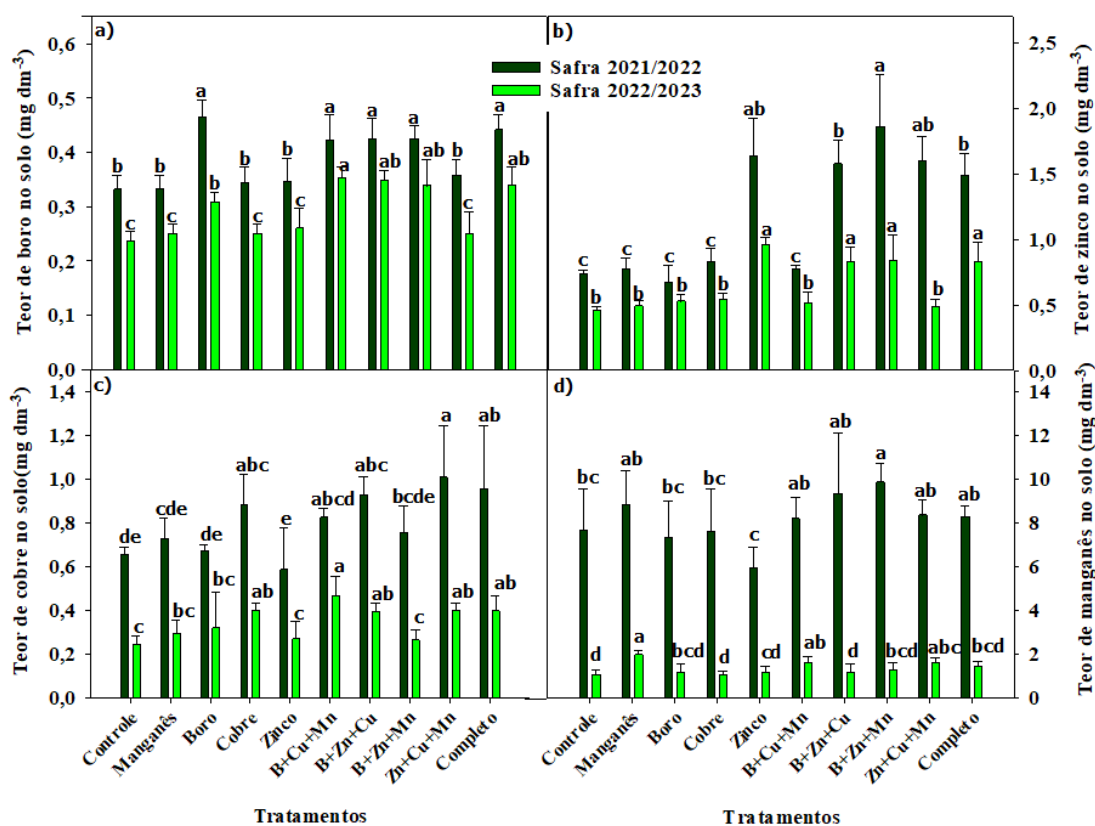 a)
Teor de boro no solo (mg dm-3)
0,6
0,5
0,4
0,3
0,2
0,1
0,0
b b a b b a a a b a
c c b c c a ab ab c ab
b)
Safra 2021/2022
Safra 2022/2023
Teor de zinco no solo (mg dm-3)
2,5
2,0
1,5
1,0
0,5
0,0
c c c c ab c b a ab b
b b b b a b a a b a
c)
Teor de cobre no solo(mg dm-3)
1,4
1,2
1,0
0,8
0,6
0,4
0,2
0,0
de cde de abc e abcd abc bcde a ab
c bc bc ab c a ab c ab ab
d)
Teor de manganês no solo (mg dm-3)
14
12
10
8
6
4
2
0
bc ab bc bc c bc ab a ab ab
d a bcd d cd ab bcd bcd abc bcd
Controle Manganês Boro Cobre Zinco B+Cu+Mn B+Zn+Cu B+Zn+Mn Zn+Cu+Mn Completo
Controle Manganês Boro Cobre Zinco B+Cu+Mn B+Zn+Cu B+Zn+Mn Zn+Cu+Mn Completo
Tratamentos
Tratamentos